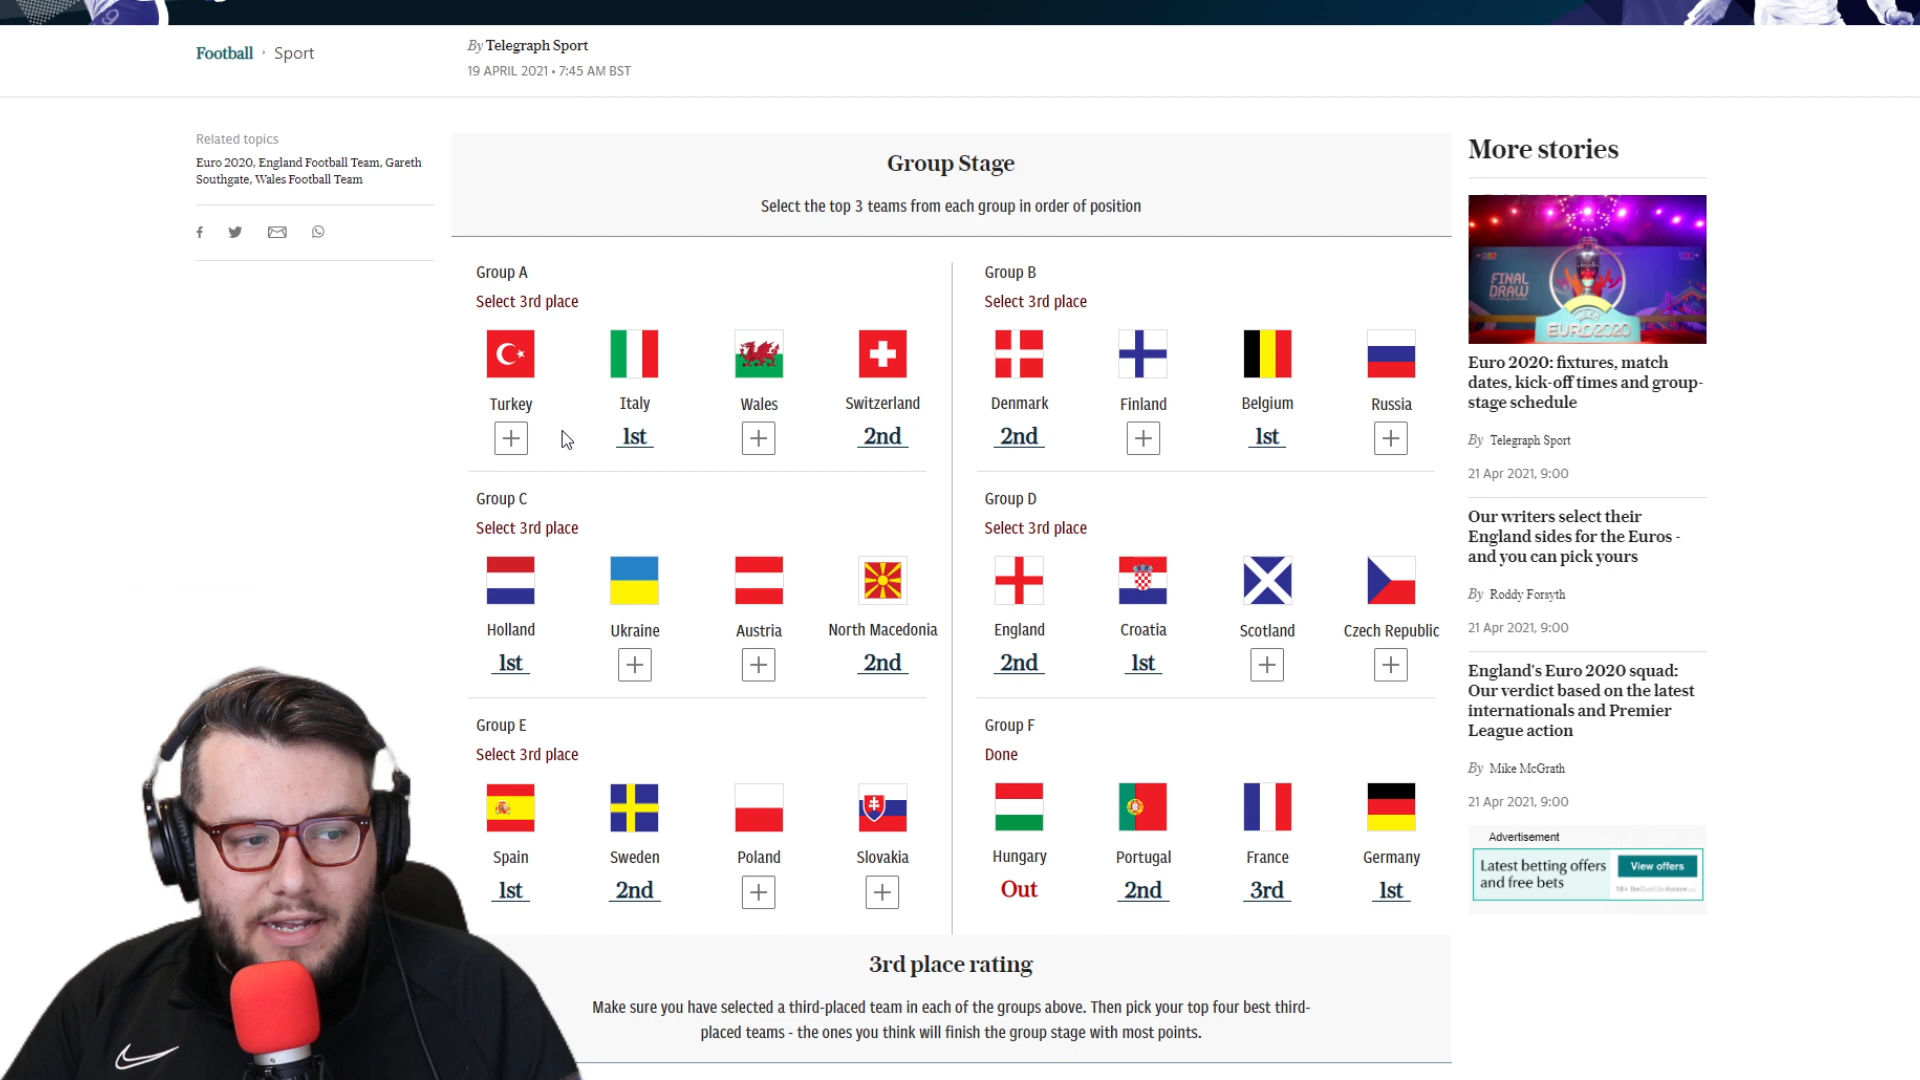 Football › Sport
By Telegraph Sport
19 APRIL 2021 • 7:45 AM BST
Related topics
Euro 2020, England Football Team, Gareth
Southgate, Wales Football Team
Group Stage
Select the top 3 teams from each group in order of position
Group A
Select 3rd place
Turkey Italy Wales Switzerland
1st 2nd
Group B
Select 3rd place
Denmark Finland Belgium Russia
2nd 1st
Group C
Select 3rd place
Holland Ukraine Austria North Macedonia
1st 2nd
Group D
Select 3rd place
England Croatia Scotland Czech Republic
2nd 1st
Group E
Select 3rd place
Spain Sweden Poland Slovakia
1st 2nd
Group F
Done
Hungary Portugal France Germany
Out 2nd 3rd 1st
3rd place rating
Make sure you have selected a third-placed team in each of the groups above. Then pick your top four best third-
placed teams - the ones you think will finish the group stage with most points.
More stories
FINAL
DRAW
EURO2020
Euro 2020: fixtures, match
dates, kick-off times and group-
stage schedule
By Telegraph Sport
21 Apr 2021, 9:00
Our writers select their
England sides for the Euros -
and you can pick yours
By Roddy Forsyth
21 Apr 2021, 9:00
England's Euro 2020 squad:
Our verdict based on the latest
internationals and Premier
League action
By Mike McGrath
21 Apr 2021, 9:00
Advertisement
Latest betting offers
and free bets
View offers